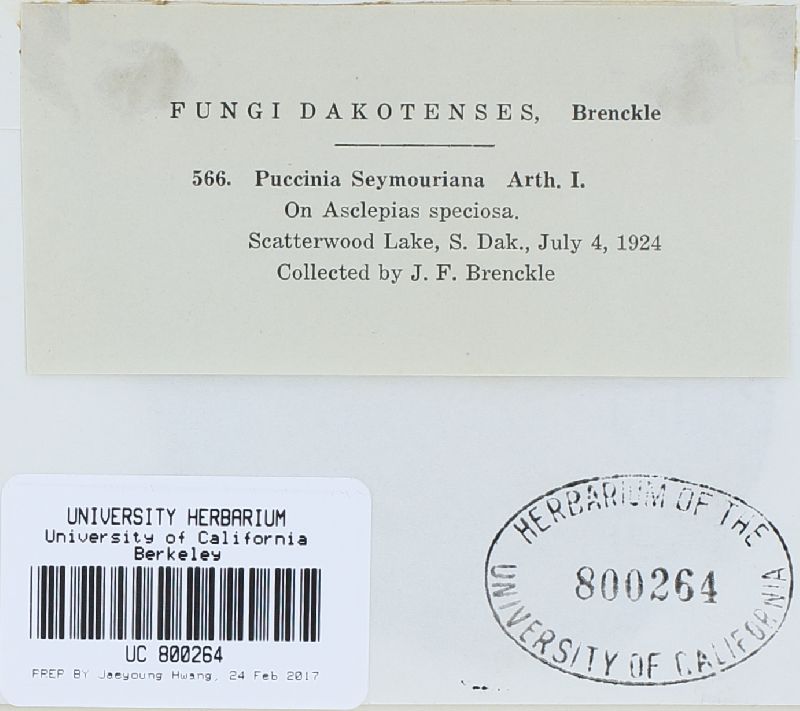 FUNGI DAKOTENSES, Brenckle
566. Puccinia Seymouriana Arth. I.
On Asclepias speciosa.
Scatterwood Lake, S. Dak., July 4, 1924
Collected by J. F. Brenckle
UNIVERSITY HERBARIUM
University of California
Berkeley
UC 800264
PREP BY Jaeyoung Hwang, 24 Feb 2017
HERBARIUM OF THE
800264
UNIVERSITY OF CALIFORNIA